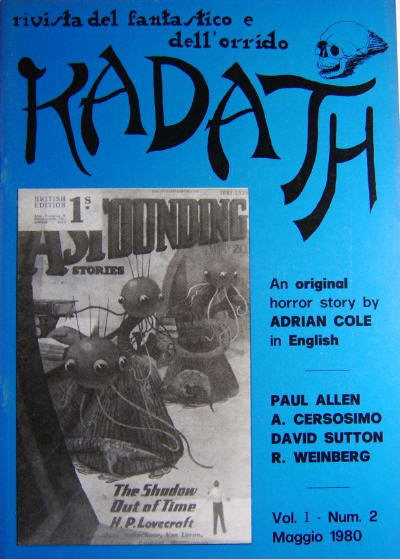 rivista del fantastico e
dell'orrido
KADATH
BRITISH
EDITION
1s.
ASTOUNDING
STORIES
20
An original
horror story by
ADRIAN COLE
in English
PAUL ALLEN
A. CERSOSIMO
DAVID SUTTON
R. WEINBERG
The Shadow
Out of Time
H.P. Lovecraft
Vol. I - Num. 2
Maggio 1980